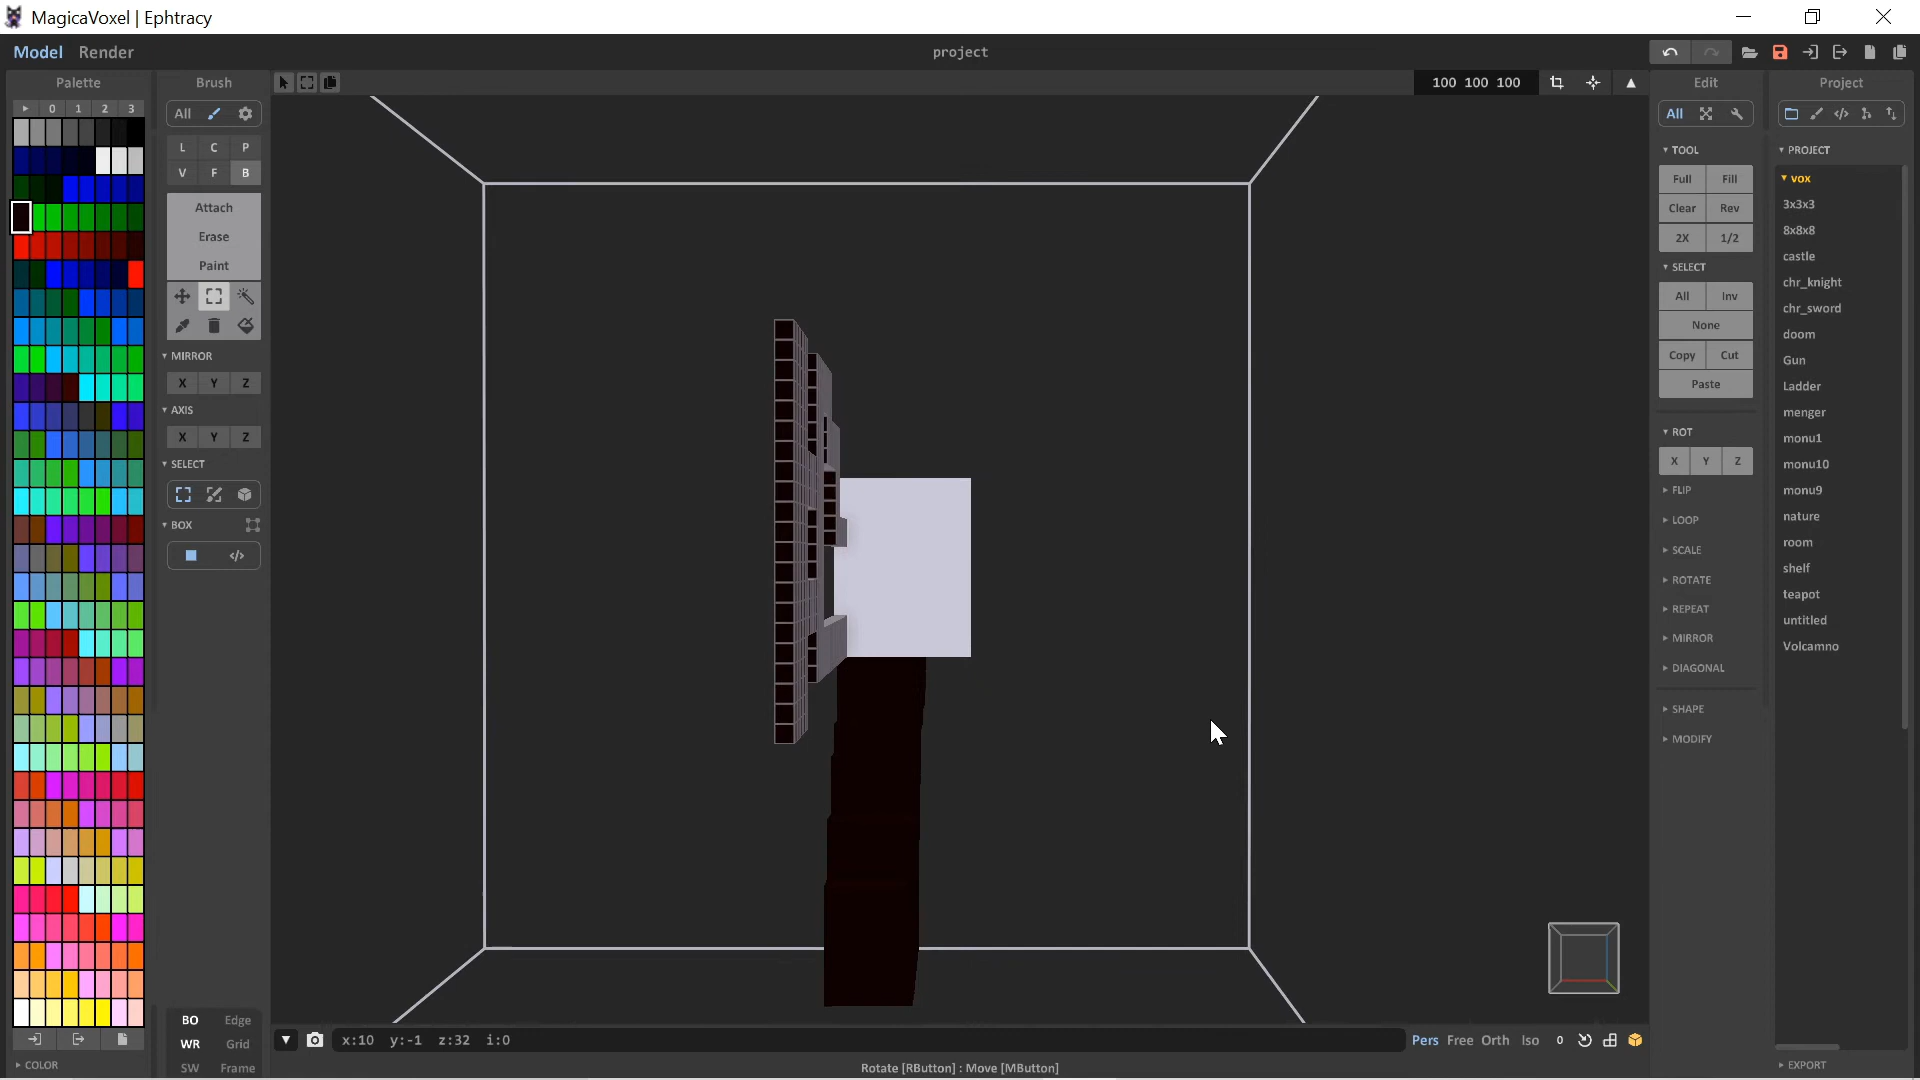 MagicaVoxel | Ephtracy
Model Render
project
Palette
Brush
100 100 100
Edit
Project
0 1 2 3
All
All
L C P
V F B
Attach
Erase
Paint
MIRROR
X Y Z
AXIS
X Y Z
SELECT
BOX
</>
TOOL
Full Fill
Clear Rev
2X 1/2
SELECT
All Inv
None
Copy Cut
Paste
ROT
X Y Z
FLIP
LOOP
SCALE
ROTATE
REPEAT
MIRROR
DIAGONAL
SHAPE
MODIFY
</>
PROJECT
vox
3x3x3
8x8x8
castle
chr_knight
chr_sword
doom
Gun
Ladder
menger
monu1
monu10
monu9
nature
room
shelf
teapot
untitled
Volcamno
BO Edge
WR Grid
SW Frame
COLOR
x:10 y:-1 z:32 i:0
Pers Free Orth Iso 0
Rotate [RButton] : Move [MButton]
EXPORT